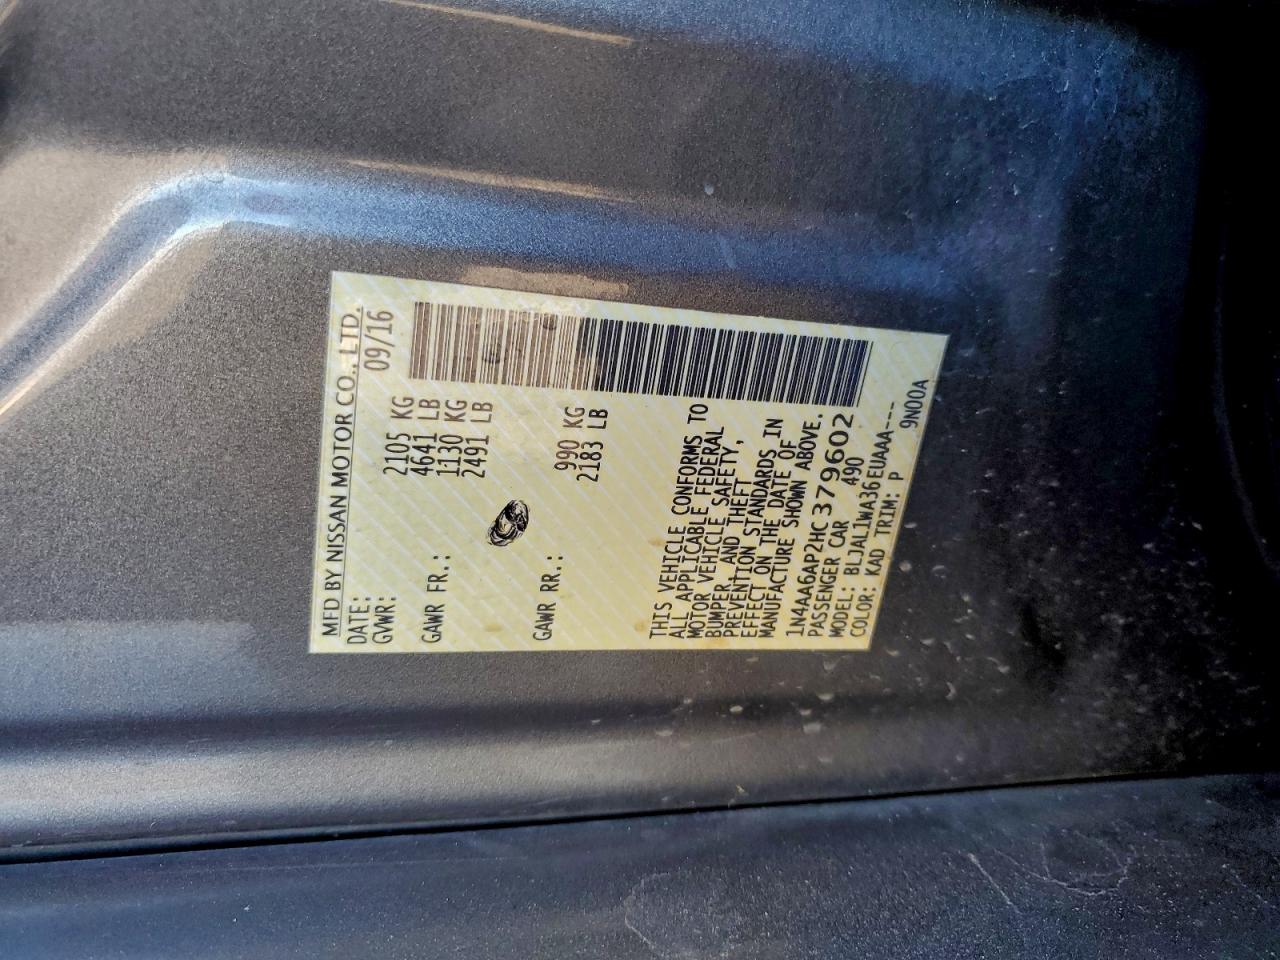 MFD BY NISSAN MOTOR CO., LTD.
DATE: 09/16
GVWR: 2105 KG
4641 LB
GAWR FR.: 1130 KG
2491 LB
GAWR RR.: 990 KG
2183 LB
THIS VEHICLE CONFORMS TO
ALL APPLICABLE FEDERAL
MOTOR VEHICLE SAFETY,
BUMPER, AND THEFT
PREVENTION STANDARDS IN
EFFECT ON THE DATE OF
MANUFACTURE SHOWN ABOVE.
1N4AA6AP2HC379602
PASSENGER CAR 490
MODEL: BLJAL1WA36EUAAA---
COLOR: KAD TRIM: P 9N00A